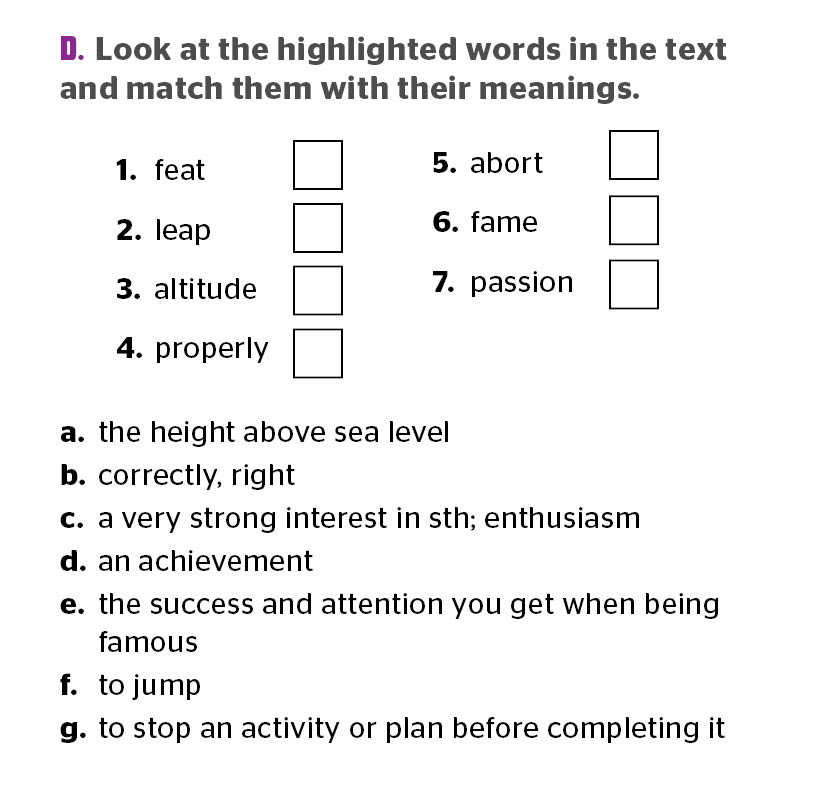 D. Look at the highlighted words in the text
and match them with their meanings.
1. feat
2. leap
3. altitude
4. properly
5. abort
6. fame
7. passion
a. the height above sea level
b. correctly, right
c. a very strong interest in sth; enthusiasm
d. an achievement
e. the success and attention you get when being
famous
f. to jump
g. to stop an activity or plan before completing it